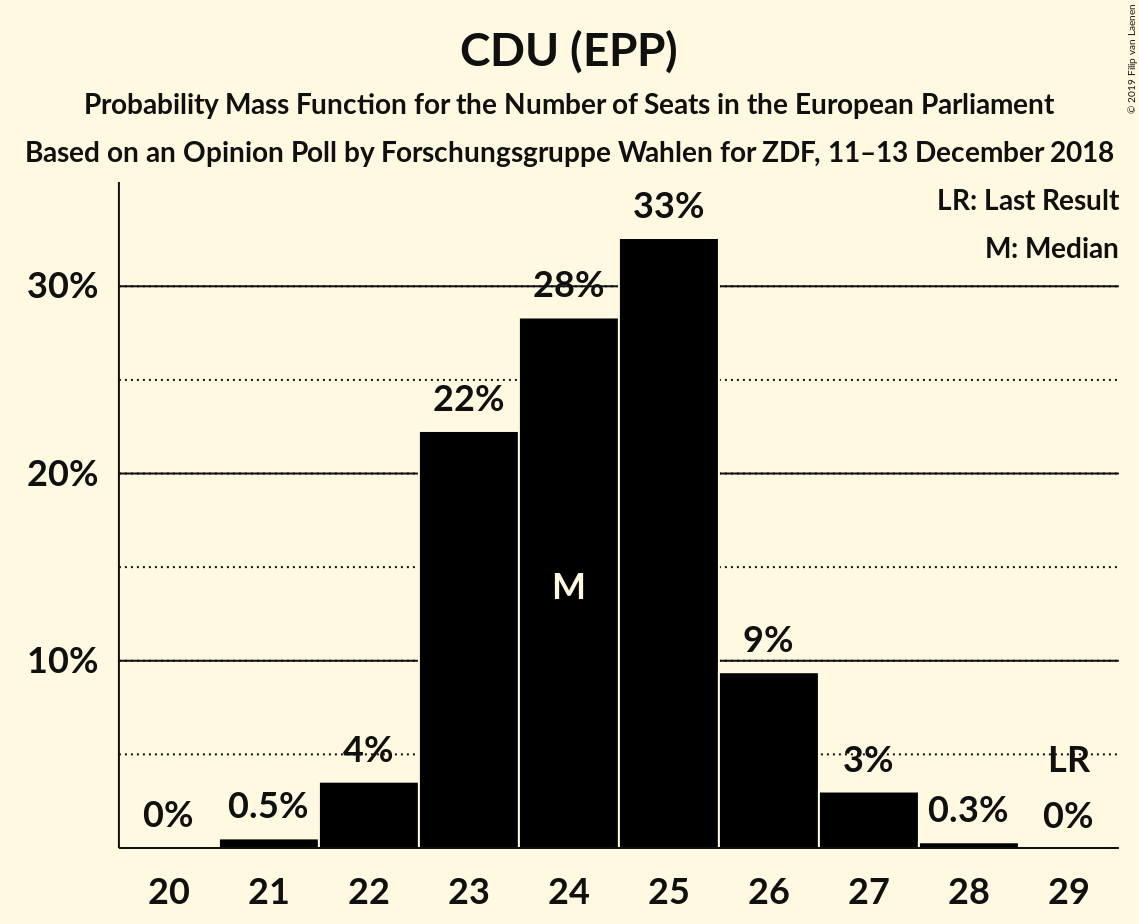 CDU (EPP)
Probability Mass Function for the Number of Seats in the European Parliament
Based on an Opinion Poll by Forschungsgruppe Wahlen for ZDF, 11–13 December 2018
© 2019 Filip van Laenen
LR: Last Result
M: Median
33%
28%
30%
22%
20%
M
9%
10%
4%
3%
LR
0%
0.5%
0.3%
0%
20 21 22 23 24 25 26 27 28 29